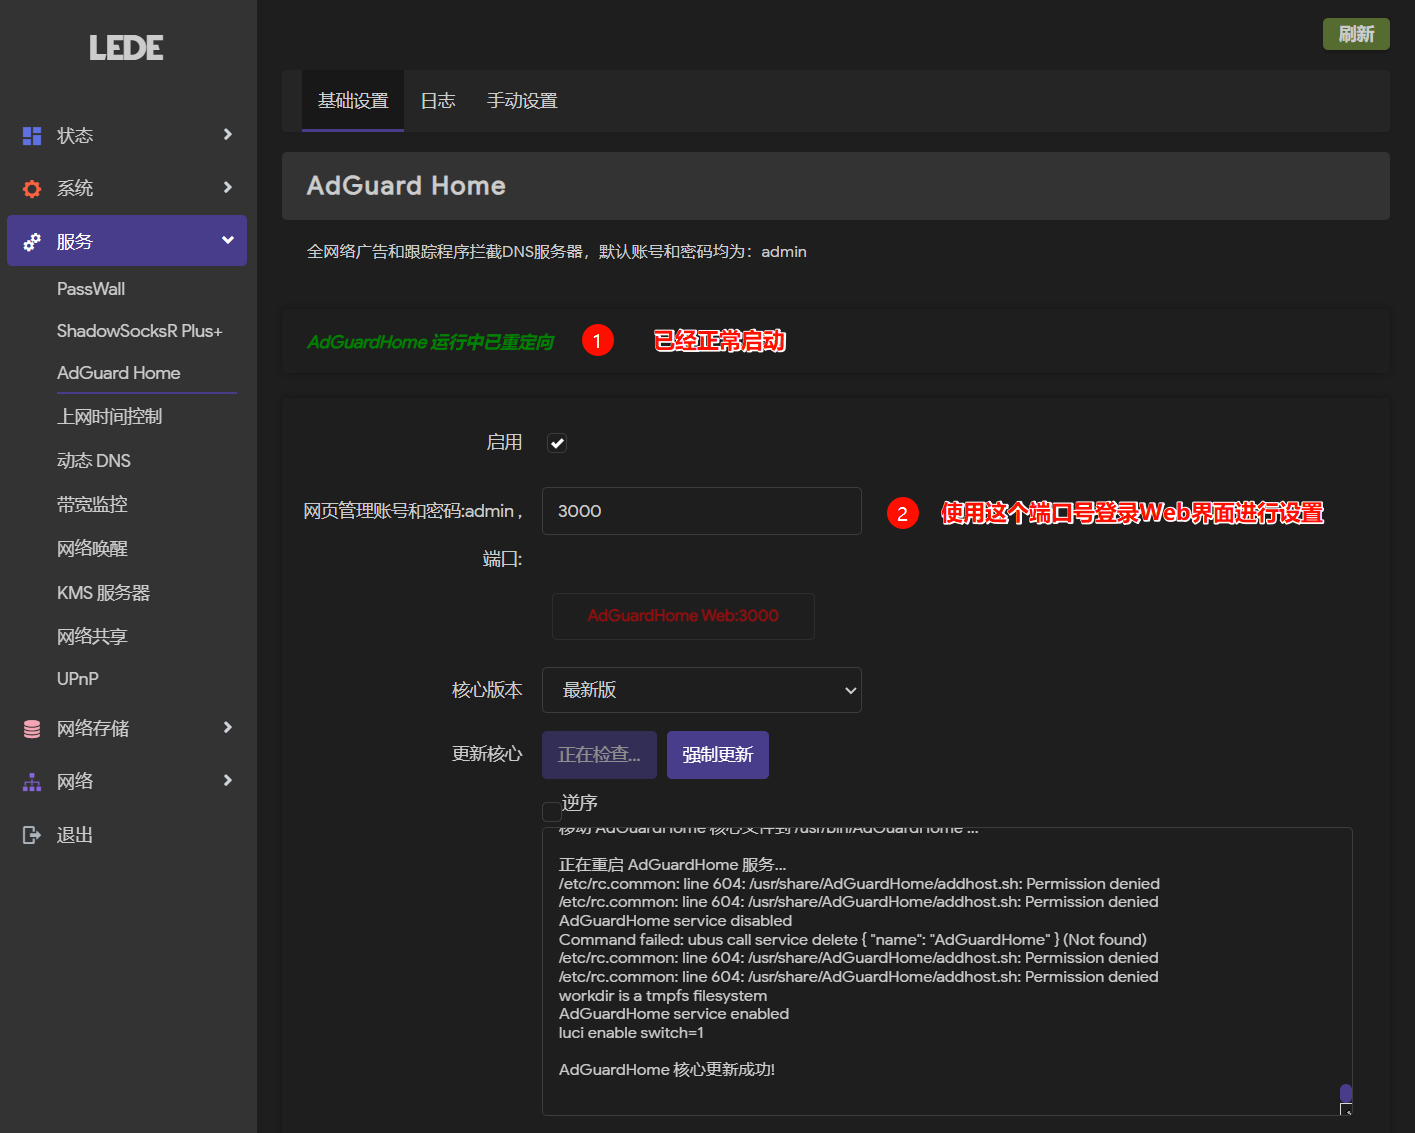 LEDE
刷新
基础设置 日志 手动设置
状态
系统
服务
PassWall
ShadowSocksR Plus+
AdGuard Home
上网时间控制
动态 DNS
带宽监控
网络唤醒
KMS 服务器
网络共享
UPnP
网络存储
网络
退出
AdGuard Home
全网络广告和跟踪程序拦截DNS服务器，默认账号和密码均为：admin
AdGuardHome 运行中已重定向 1 已经正常启动
启用
网页管理账号和密码:admin , 3000 2 使用这个端口号登录Web界面进行设置
端口:
AdGuardHome Web:3000
核心版本 最新版
更新核心 正在检查... 强制更新
逆序
移动 AdGuardHome 核心文件到 /usr/bin/AdGuardHome ...
正在重启 AdGuardHome 服务...
/etc/rc.common: line 604: /usr/share/AdGuardHome/addhost.sh: Permission denied
/etc/rc.common: line 604: /usr/share/AdGuardHome/addhost.sh: Permission denied
AdGuardHome service disabled
Command failed: ubus call service delete { "name": "AdGuardHome" } (Not found)
/etc/rc.common: line 604: /usr/share/AdGuardHome/addhost.sh: Permission denied
/etc/rc.common: line 604: /usr/share/AdGuardHome/addhost.sh: Permission denied
workdir is a tmpfs filesystem
AdGuardHome service enabled
luci enable switch=1
AdGuardHome 核心更新成功!